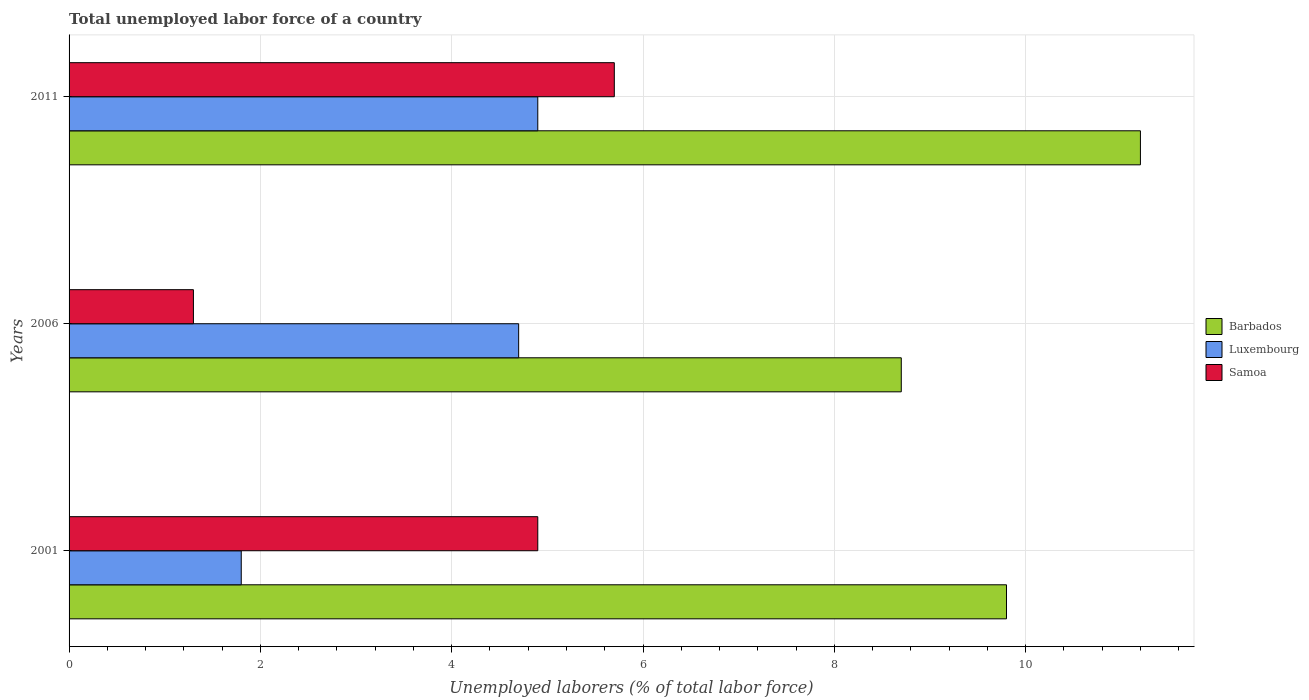 Total unemployed labor force of a country
2011
2006
2001
Years
0
2
4
6
8
10
Unemployed laborers (% of total labor force)
Barbados
Luxembourg
Samoa